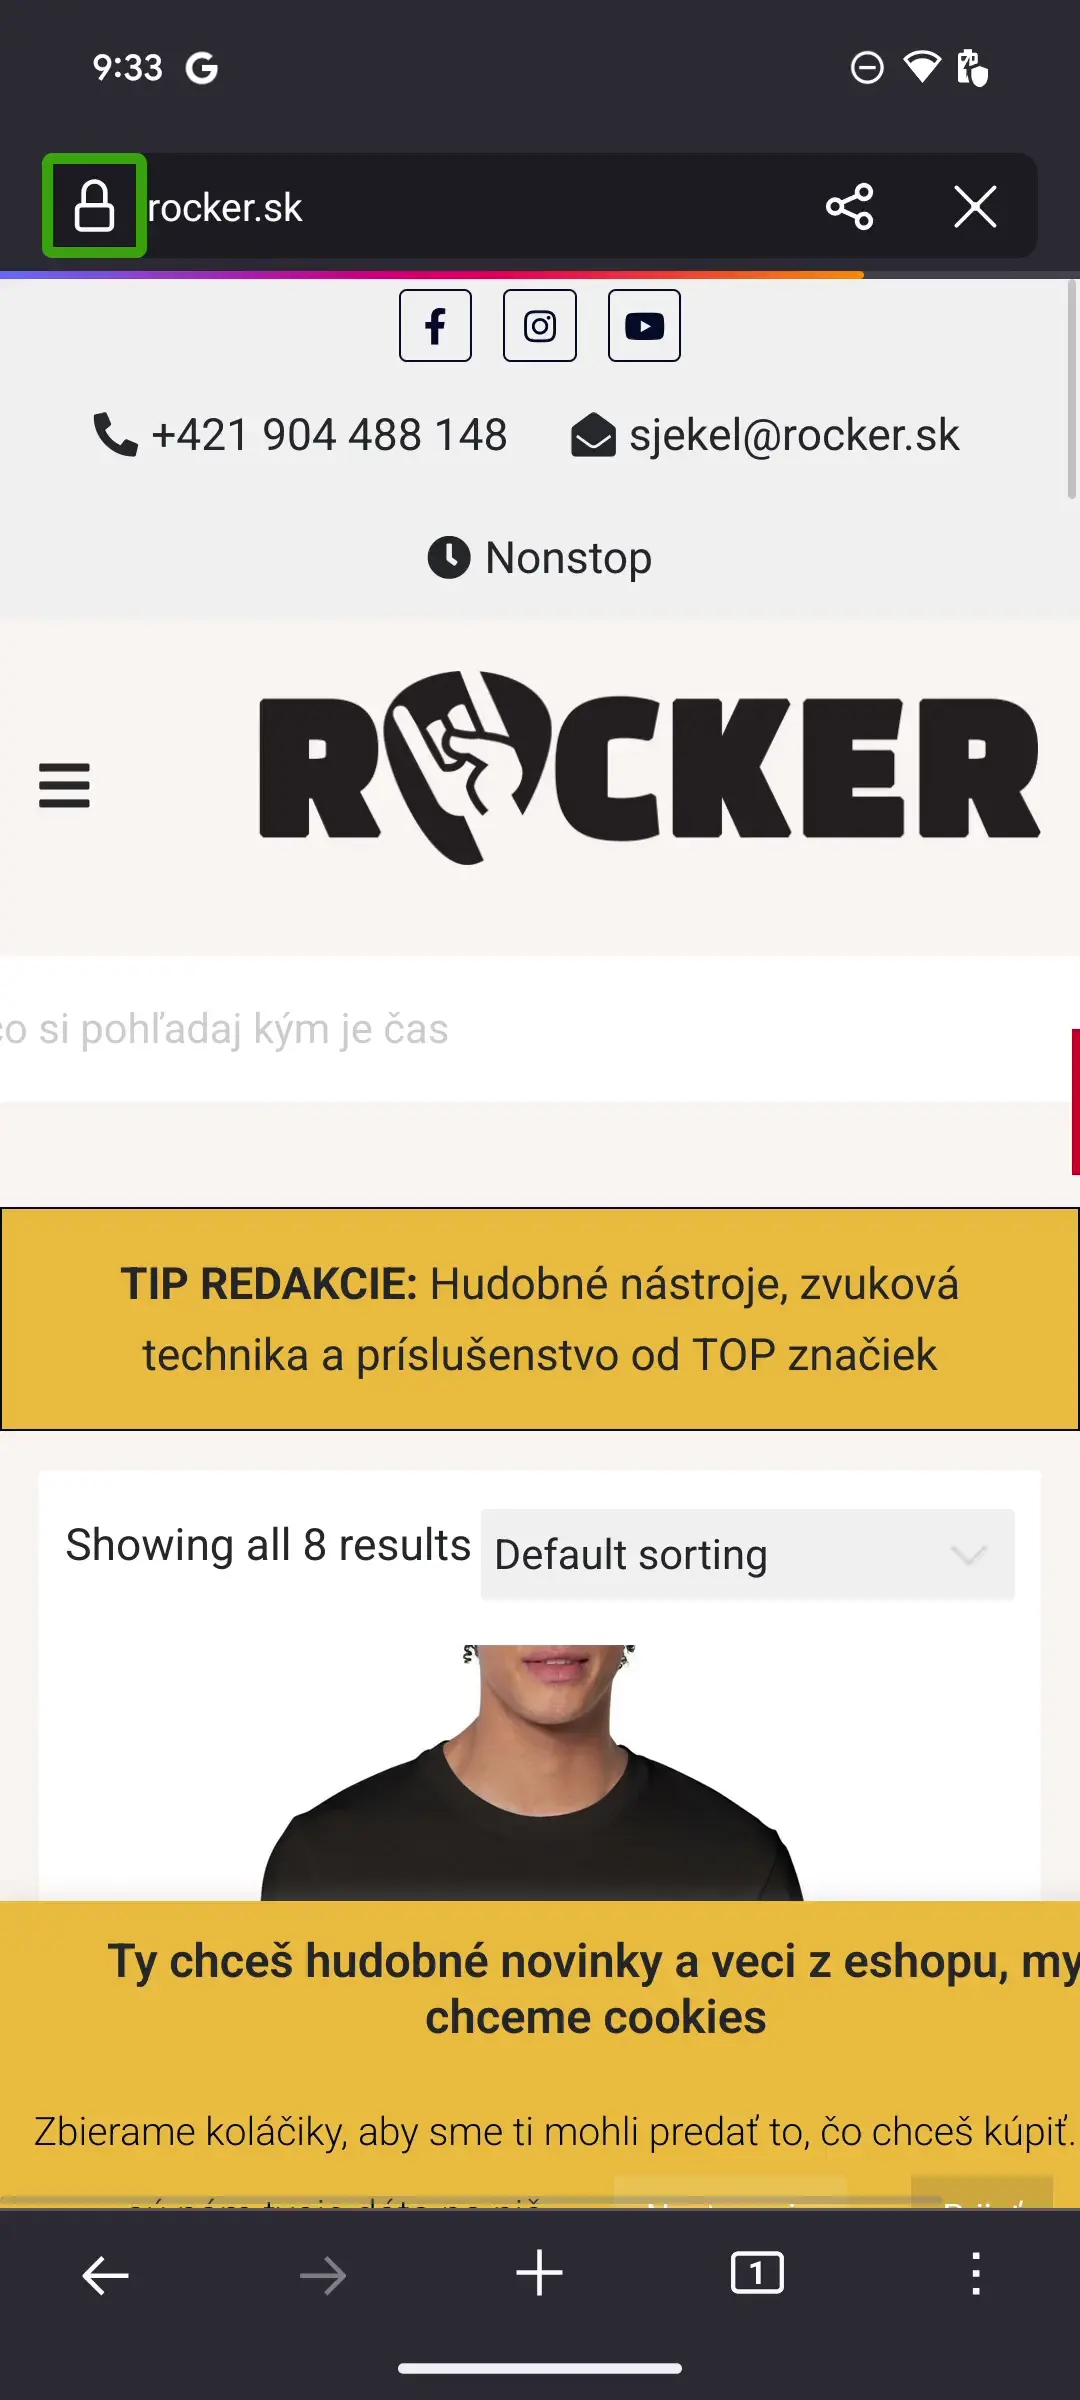 9:33
rocker.sk
+421 904 488 148 sjekel@rocker.sk
Nonstop
ROCKER
čo si pohľadaj kým je čas
TIP REDAKCIE: Hudobné nástroje, zvuková
technika a príslušenstvo od TOP značiek
Showing all 8 results Default sorting
Ty chceš hudobné novinky a veci z eshopu, my
chceme cookies
Zbierame koláčiky, aby sme ti mohli predať to, čo chceš kúpiť.
1